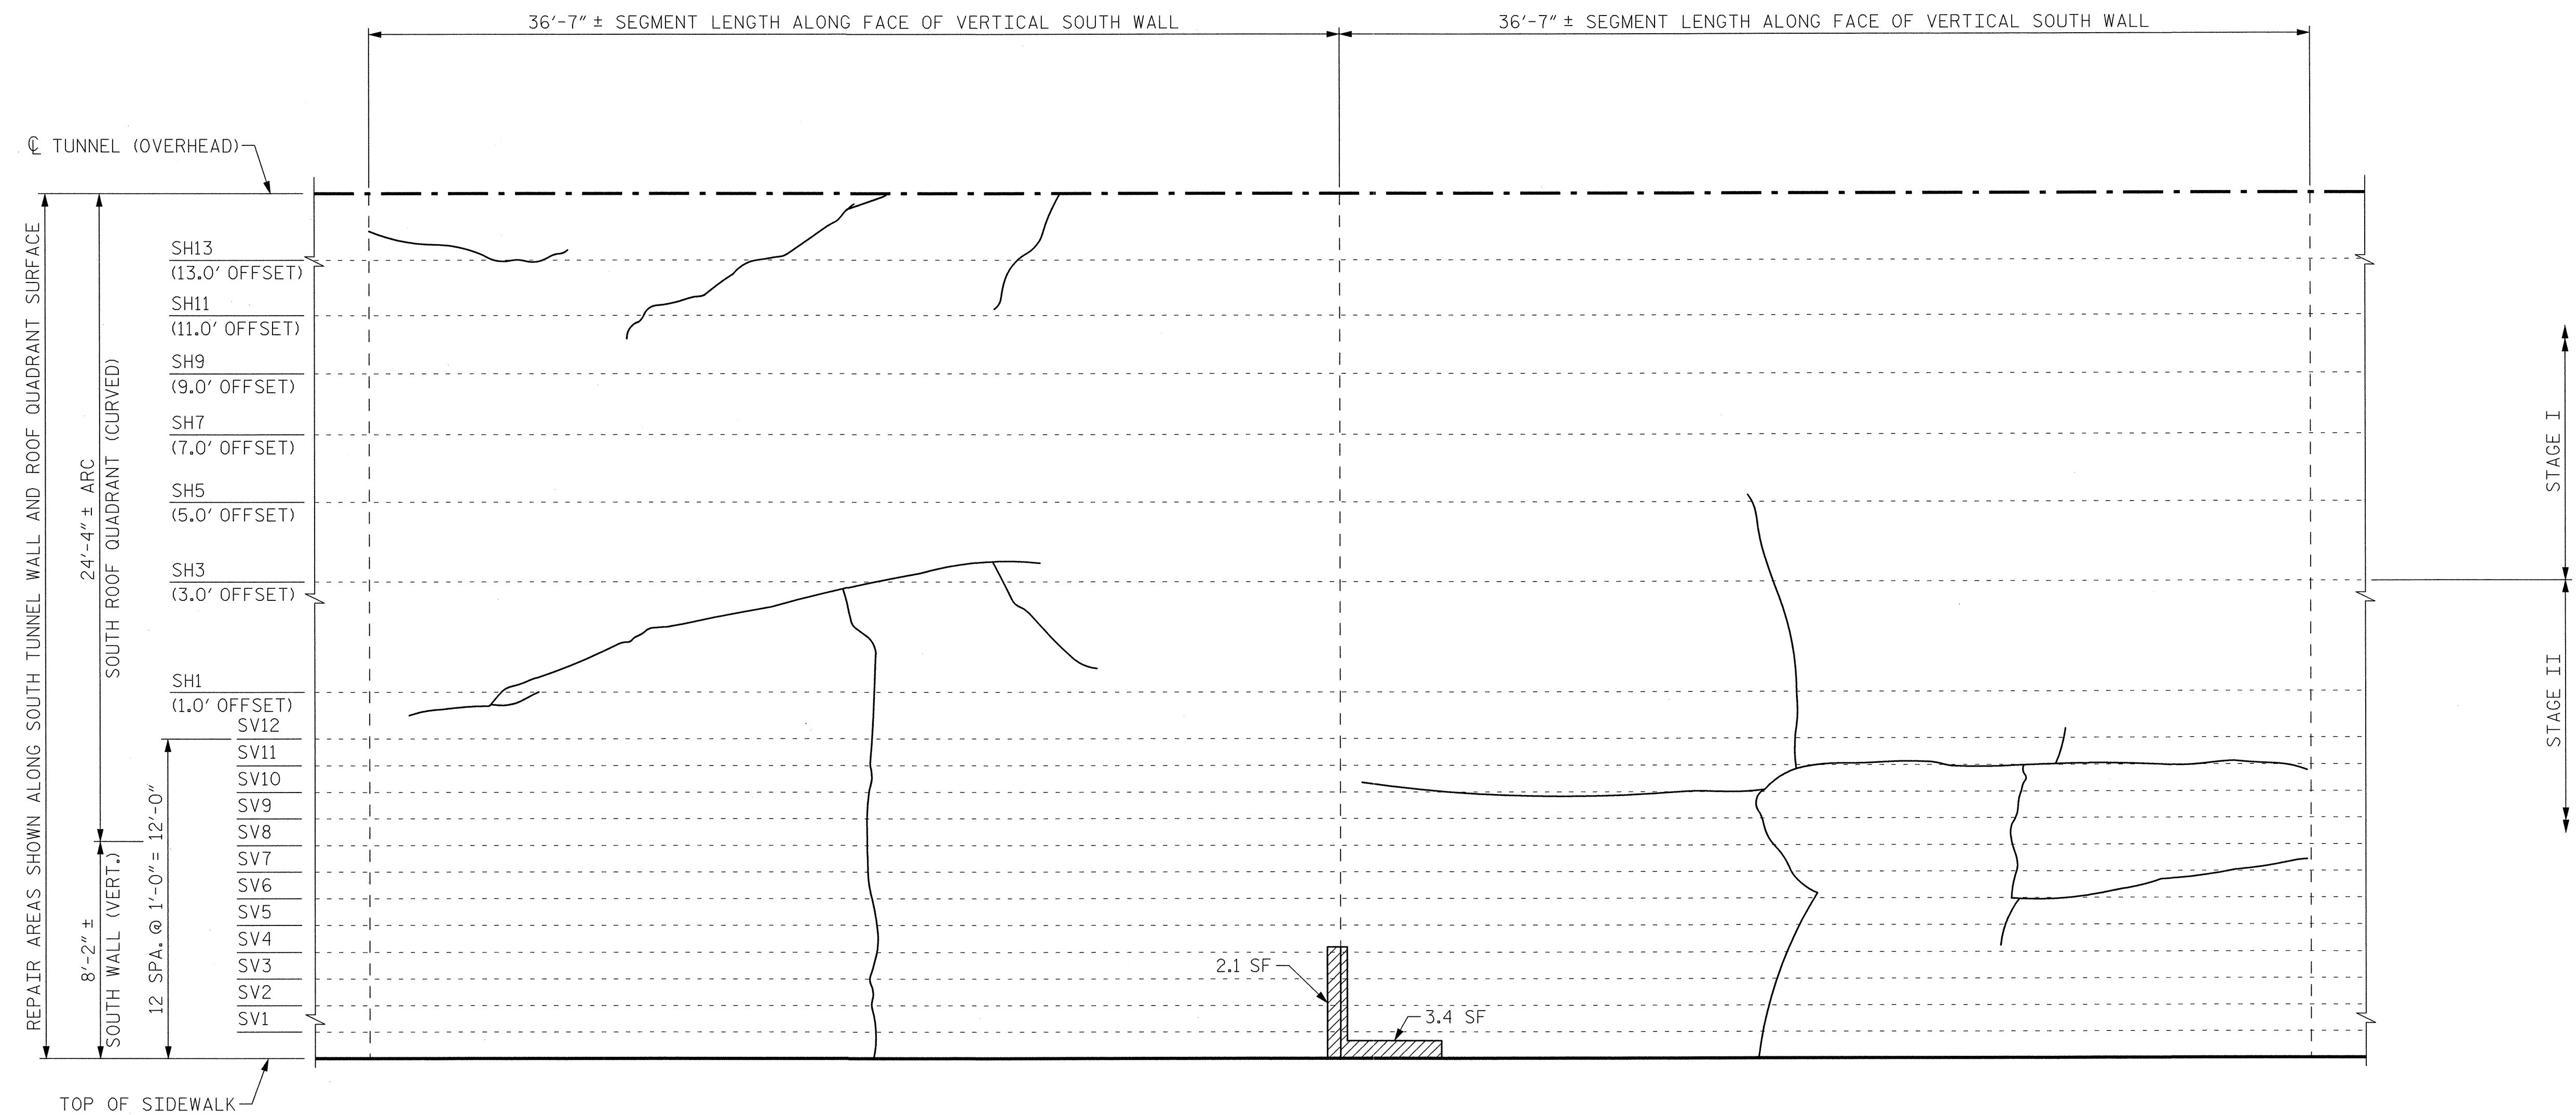 36'-7" ± SEGMENT LENGTH ALONG FACE OF VERTICAL SOUTH WALL
36'-7" ± SEGMENT LENGTH ALONG FACE OF VERTICAL SOUTH WALL
℄ TUNNEL (OVERHEAD)
REPAIR AREAS SHOWN ALONG SOUTH TUNNEL WALL AND ROOF QUADRANT SURFACE
24'-4" ± ARC
SOUTH ROOF QUADRANT (CURVED)
8'-2" ±
SOUTH WALL (VERT.)
12 SPA. @ 1'-0" = 12'-0"
SH13
(13.0' OFFSET)
SH11
(11.0' OFFSET)
SH9
(9.0' OFFSET)
SH7
(7.0' OFFSET)
SH5
(5.0' OFFSET)
SH3
(3.0' OFFSET)
SH1
(1.0' OFFSET)
SV12
SV11
SV10
SV9
SV8
SV7
SV6
SV5
SV4
SV3
SV2
SV1
2.1 SF
3.4 SF
STAGE I
STAGE II
TOP OF SIDEWALK